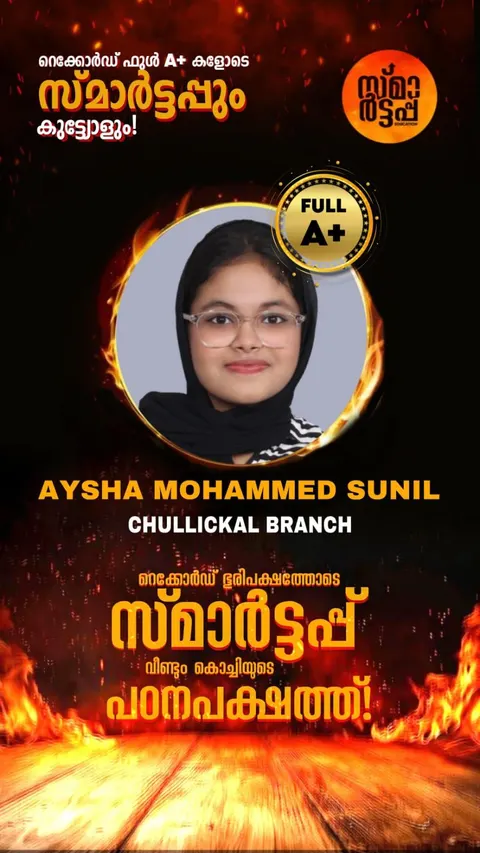 റെക്കോർഡ് ഫുൾ A+ കളോടെ
സ്മാർട്ടപ്പും
കുട്ട്യോളും!
സ്മാ
ർട്ടപ്പ്
FULL
A+
AYSHA MOHAMMED SUNIL
CHULLICKAL BRANCH
റെക്കോർഡ് ഭൂരിപക്ഷത്തോടെ
സ്മാർട്ടപ്പ്
വീണ്ടും കൊച്ചിയുടെ
പഠനപക്ഷത്ത്!